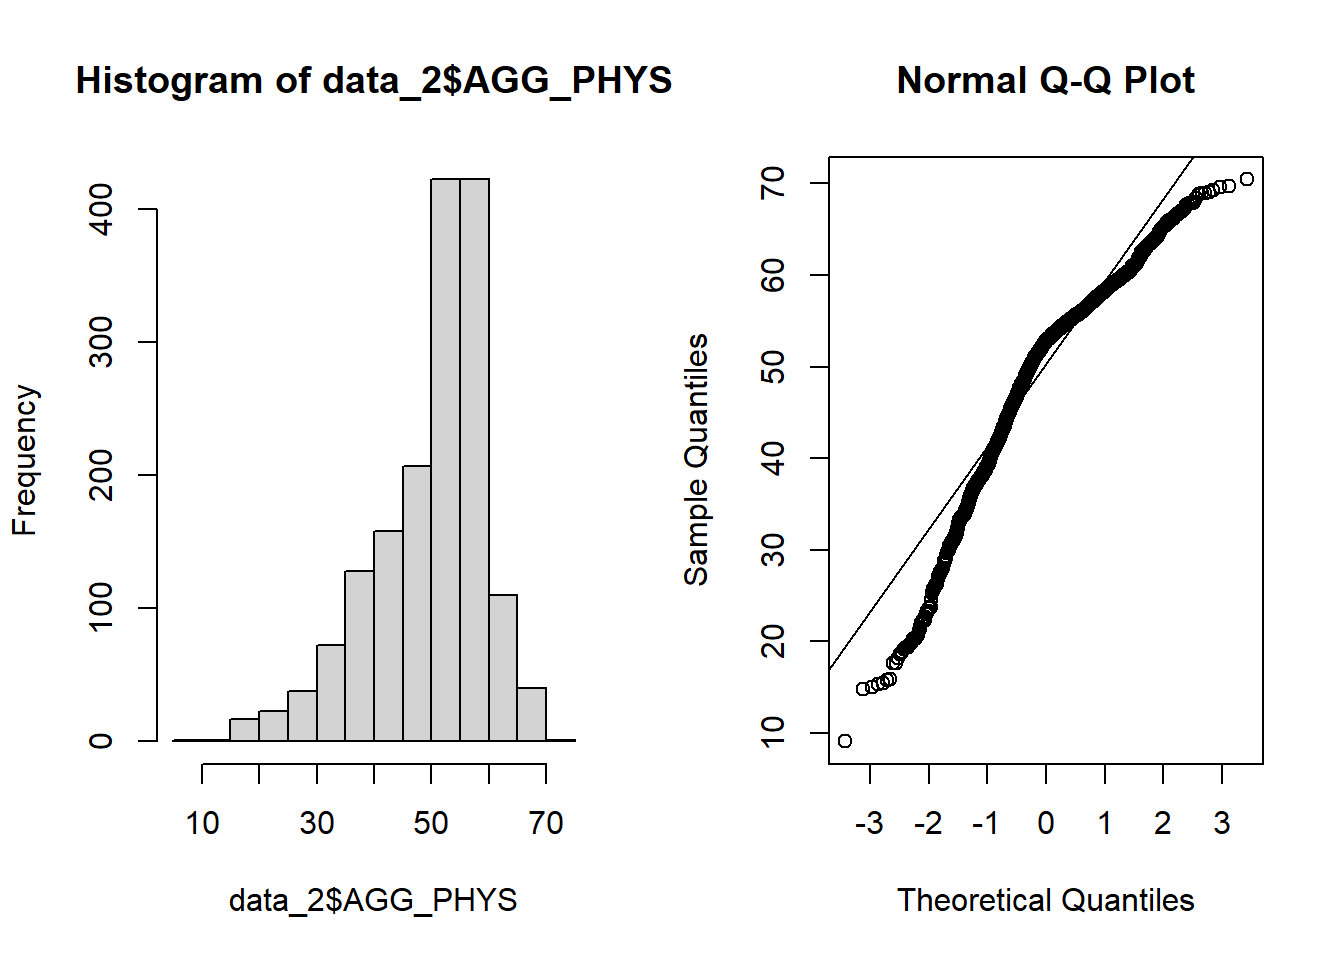 Histogram of data_2$AGG_PHYS
Frequency
0 100 200 300 400
10 30 50 70
data_2$AGG_PHYS
Normal Q-Q Plot
Sample Quantiles
10 20 30 40 50 60 70
-3 -2 -1 0 1 2 3
Theoretical Quantiles